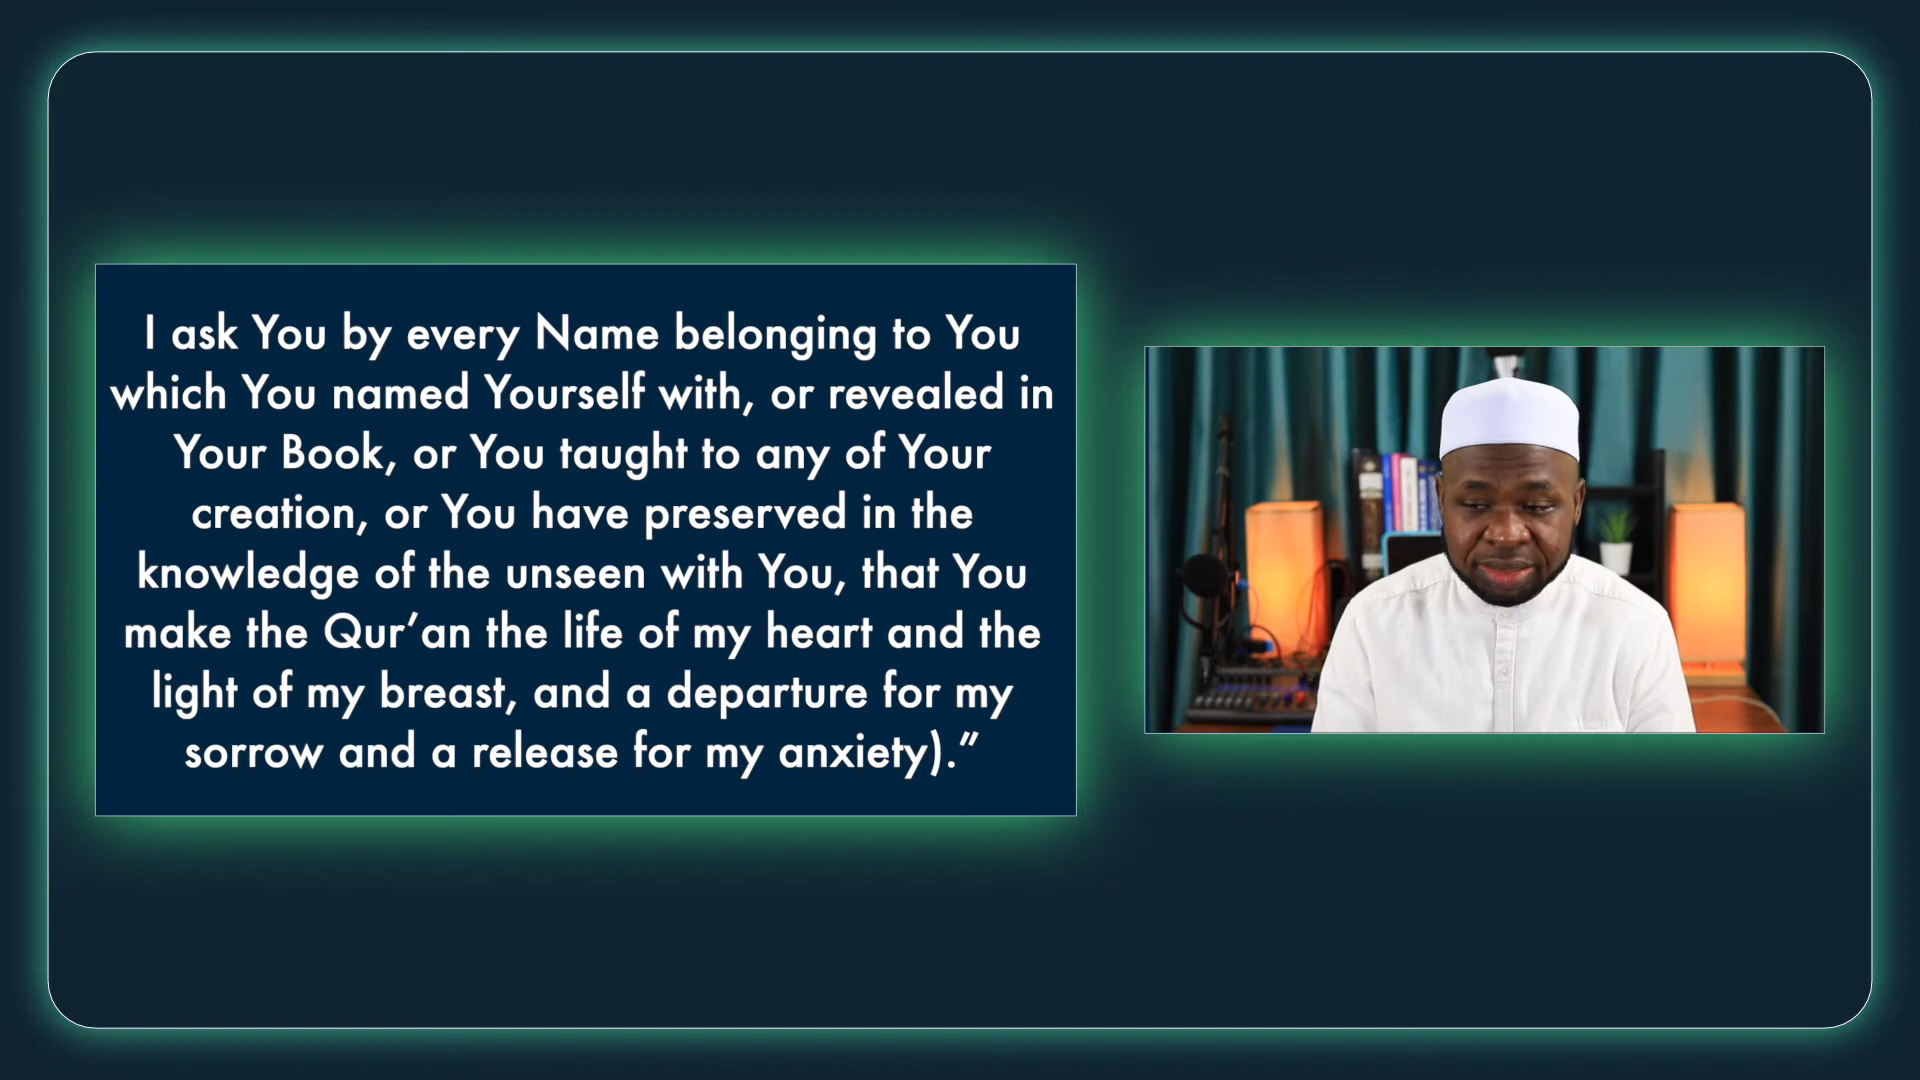 I ask You by every Name belonging to You
which You named Yourself with, or revealed in
Your Book, or You taught to any of Your
creation, or You have preserved in the
knowledge of the unseen with You, that You
make the Qur’an the life of my heart and the
light of my breast, and a departure for my
sorrow and a release for my anxiety).”